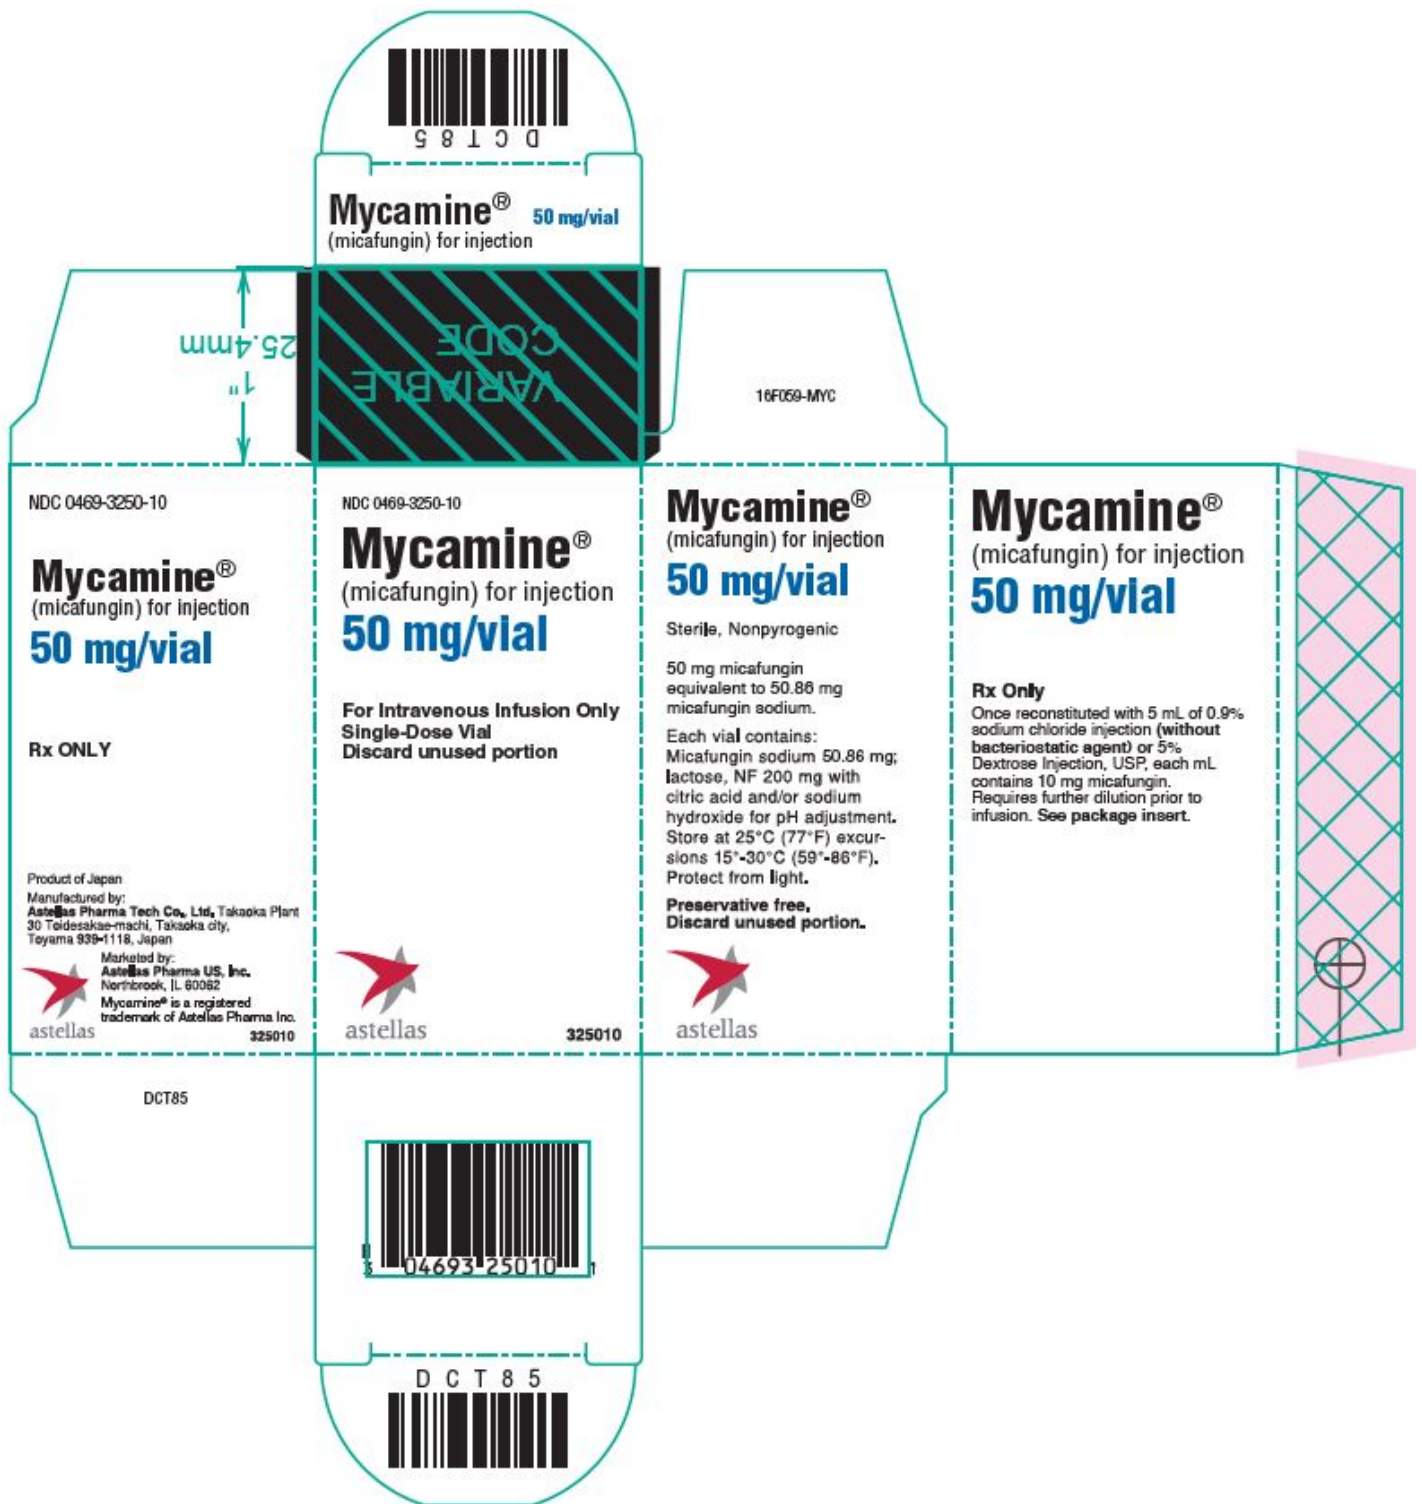 DCT85
Mycamine® 50 mg/vial
(micafungin) for injection
VARIABLE
CODE
1"
25.4mm
16F059-MYC
NDC 0469-3250-10
Mycamine®
(micafungin) for injection
50 mg/vial
Rx ONLY
Product of Japan
Manufactured by:
Astellas Pharma Tech Co., Ltd. Takaoka Plant
30 Toidesakae-machi, Takaoka city,
Toyama 939-1118, Japan
Marketed by:
Astellas Pharma US, Inc.
Northbrook, IL 60062
Mycamine® is a registered
trademark of Astellas Pharma Inc.
astellas
325010
NDC 0469-3250-10
Mycamine®
(micafungin) for injection
50 mg/vial
For Intravenous Infusion Only
Single-Dose Vial
Discard unused portion
astellas
325010
Mycamine®
(micafungin) for injection
50 mg/vial
Sterile, Nonpyrogenic
50 mg micafungin
equivalent to 50.86 mg
micafungin sodium.
Each vial contains:
Micafungin sodium 50.86 mg;
lactose, NF 200 mg with
citric acid and/or sodium
hydroxide for pH adjustment.
Store at 25°C (77°F) excur-
sions 15°-30°C (59°-86°F).
Protect from light.
Preservative free.
Discard unused portion.
astellas
Mycamine®
(micafungin) for injection
50 mg/vial
Rx Only
Once reconstituted with 5 mL of 0.9%
sodium chloride injection (without
bacteriostatic agent) or 5%
Dextrose Injection, USP, each mL
contains 10 mg micafungin.
Requires further dilution prior to
infusion. See package insert.
DCT85
N
3 04693 25010 1
DCT85